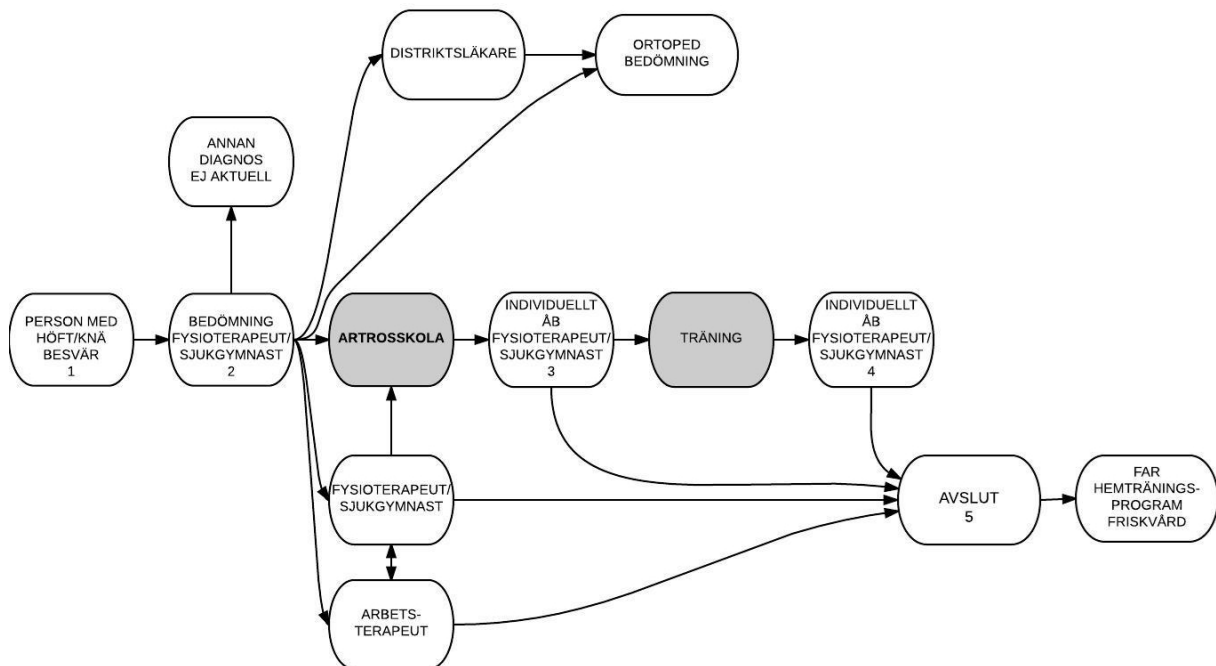 DISTRIKTSLÄKARE
ORTOPED
BEDÖMNING
ANNAN
DIAGNOS
EJ AKTUELL
PERSON MED
HÖFT/KNÄ
BESVÄR
1
BEDÖMNING
FYSIOTERAPEUT/
SJUKGYMNAST
2
ARTROSSKOLA
INDIVIDUELLT
ÅB
FYSIOTERAPEUT/
SJUKGYMNAST
3
TRÄNING
INDIVIDUELLT
ÅB
FYSIOTERAPEUT/
SJUKGYMNAST
4
FYSIOTERAPEUT/
SJUKGYMNAST
AVSLUT
5
FAR
HEMTRÄNINGS-
PROGRAM
FRISKVÅRD
ARBETS-
TERAPEUT